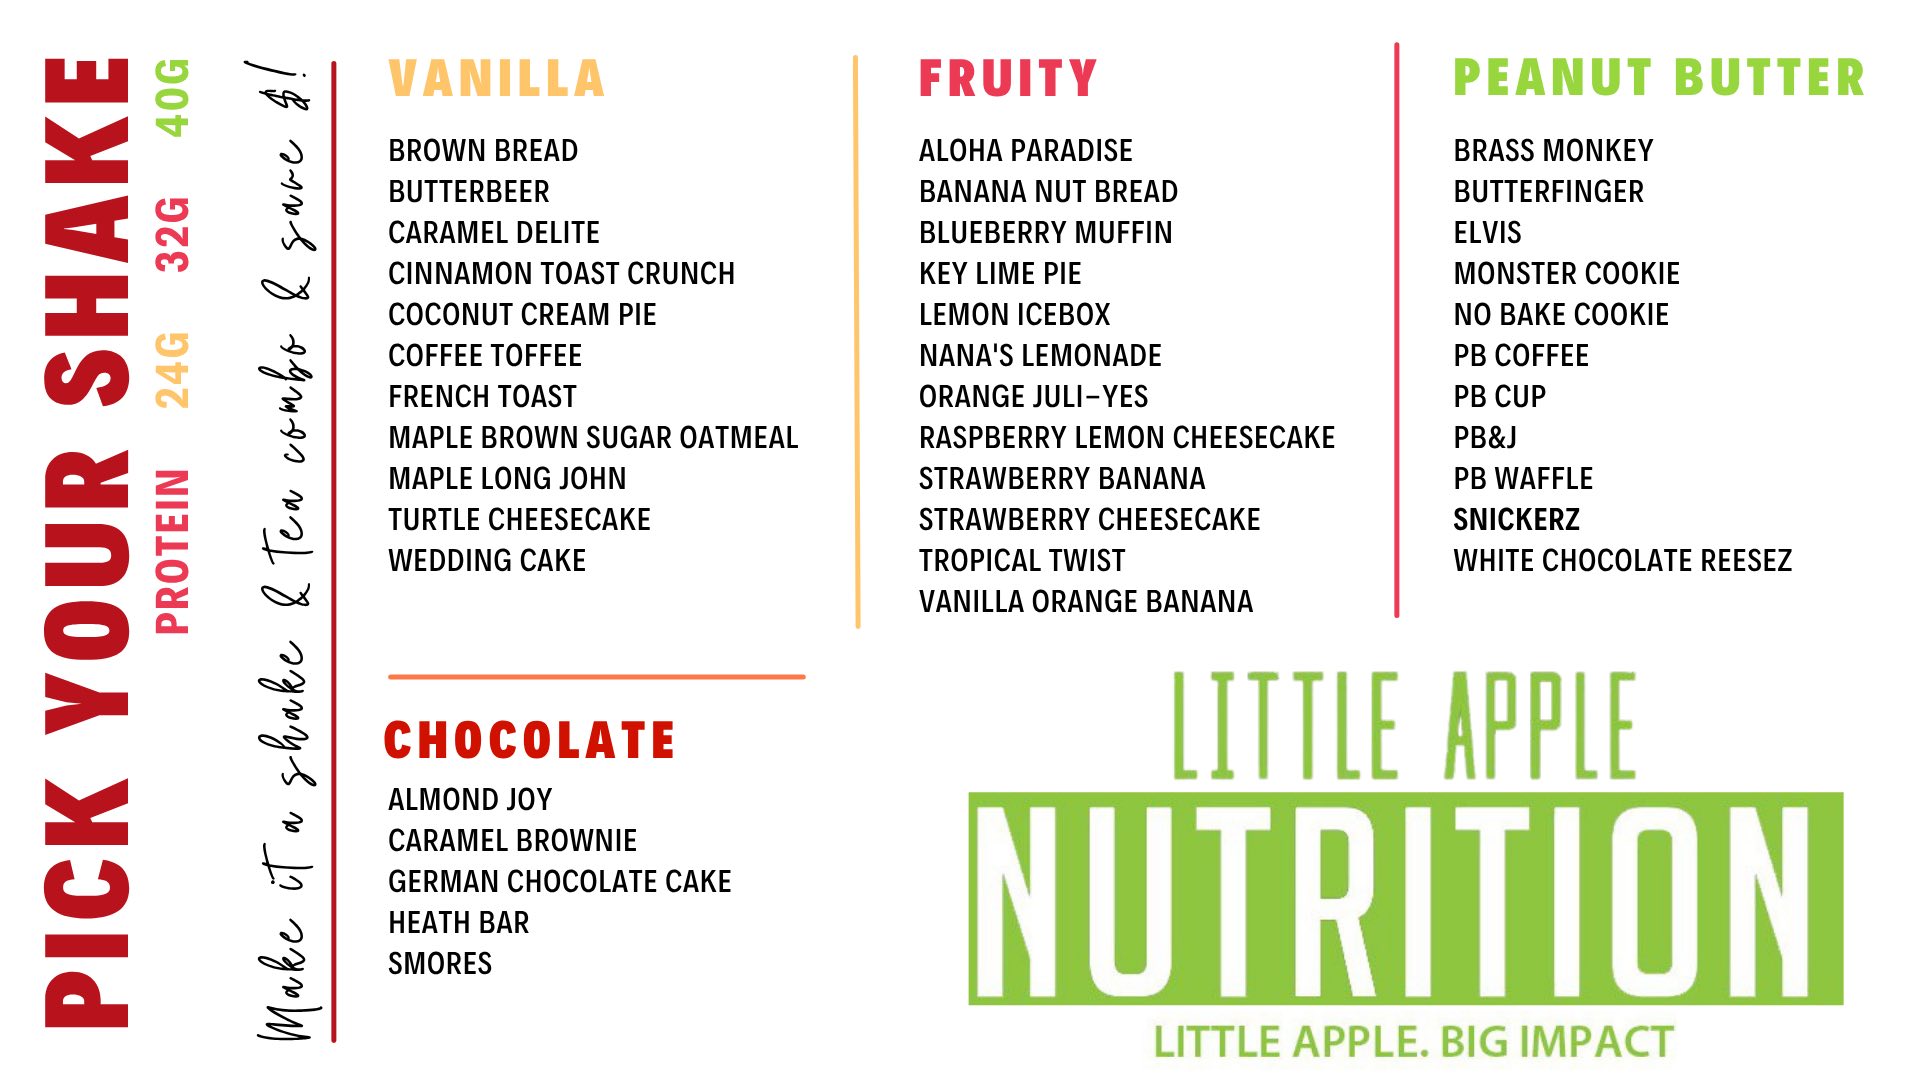 PICK YOUR SHAKE
PROTEIN 24G 32G 40G
Make it a shake & Tea combo & save $!
VANILLA
BROWN BREAD
BUTTERBEER
CARAMEL DELITE
CINNAMON TOAST CRUNCH
COCONUT CREAM PIE
COFFEE TOFFEE
FRENCH TOAST
MAPLE BROWN SUGAR OATMEAL
MAPLE LONG JOHN
TURTLE CHEESECAKE
WEDDING CAKE
CHOCOLATE
ALMOND JOY
CARAMEL BROWNIE
GERMAN CHOCOLATE CAKE
HEATH BAR
SMORES
FRUITY
ALOHA PARADISE
BANANA NUT BREAD
BLUEBERRY MUFFIN
KEY LIME PIE
LEMON ICEBOX
NANA'S LEMONADE
ORANGE JULI-YES
RASPBERRY LEMON CHEESECAKE
STRAWBERRY BANANA
STRAWBERRY CHEESECAKE
TROPICAL TWIST
VANILLA ORANGE BANANA
PEANUT BUTTER
BRASS MONKEY
BUTTERFINGER
ELVIS
MONSTER COOKIE
NO BAKE COOKIE
PB COFFEE
PB CUP
PB&J
PB WAFFLE
SNICKERZ
WHITE CHOCOLATE REESEZ
LITTLE APPLE
NUTRITION
LITTLE APPLE. BIG IMPACT